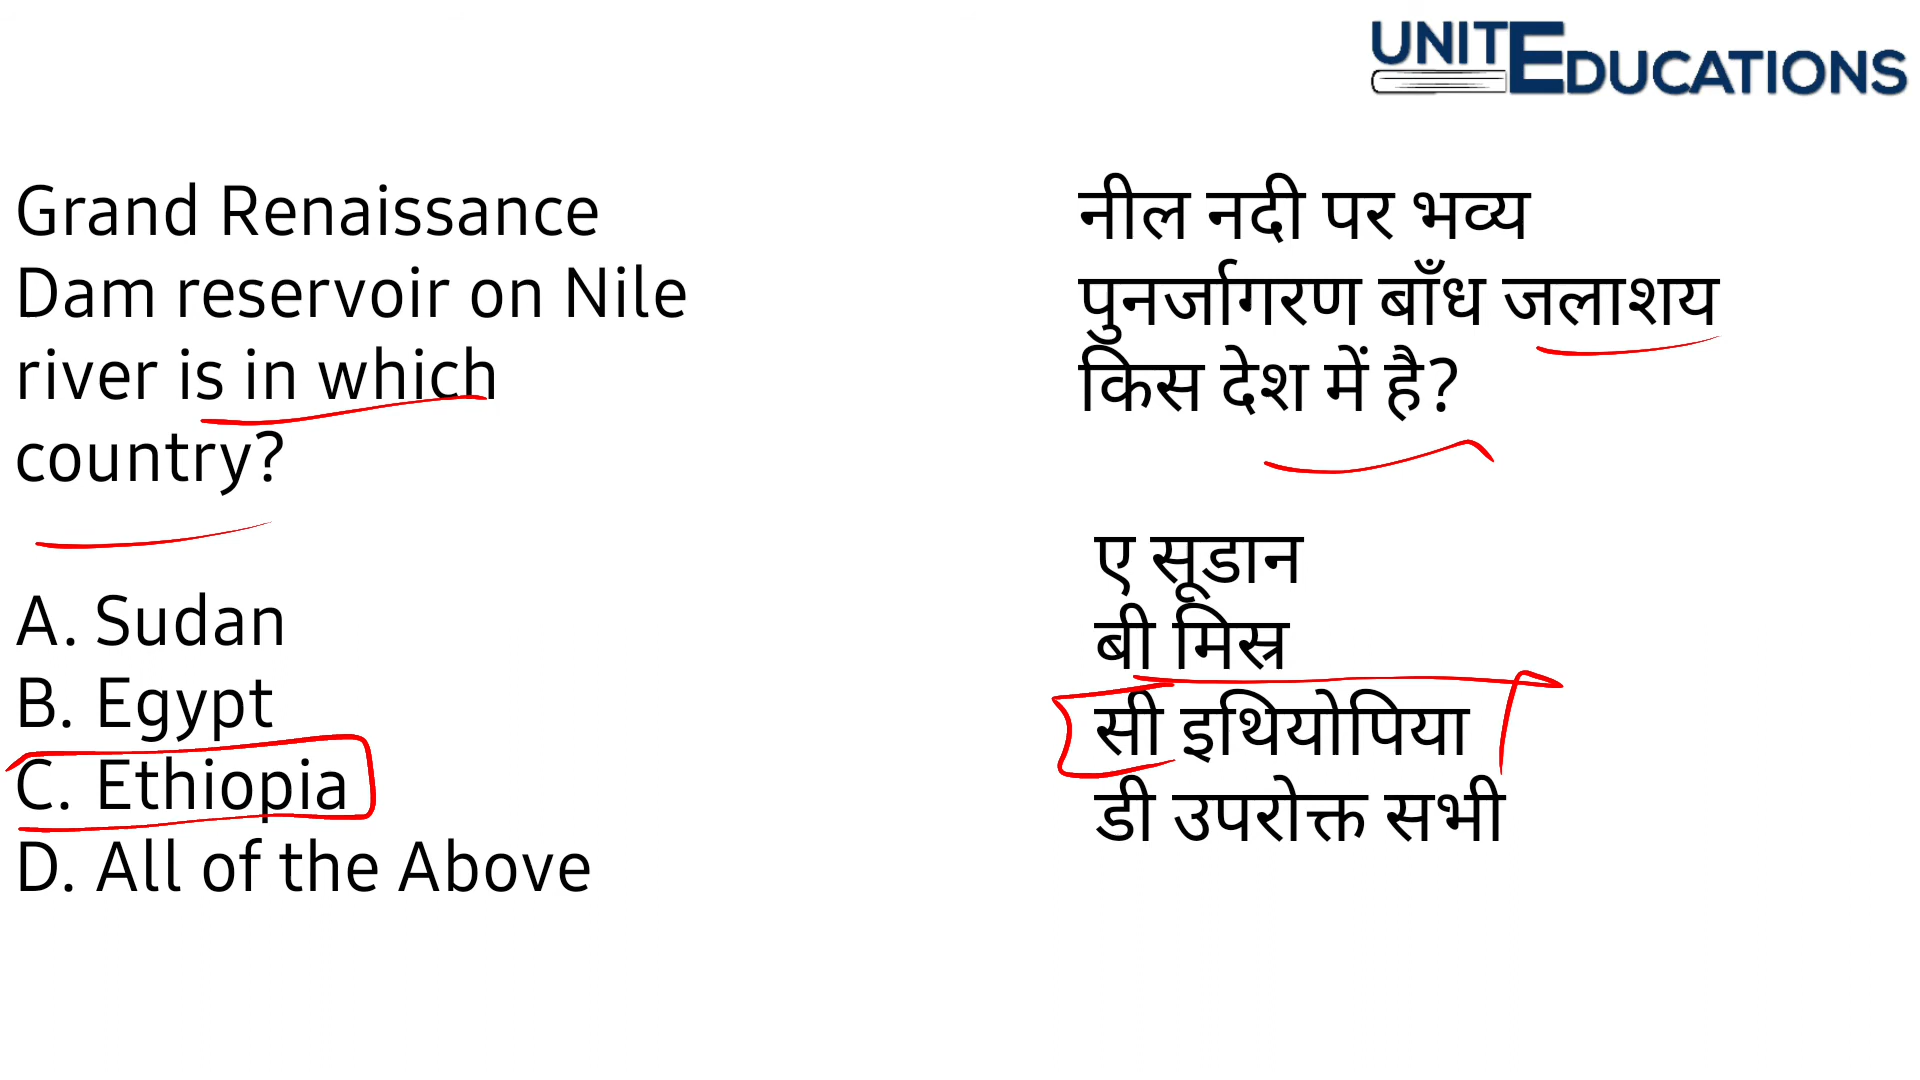 UNITEDUCATIONS
Grand Renaissance
Dam reservoir on Nile
river is in which
country?
A. Sudan
B. Egypt
C. Ethiopia
D. All of the Above
नील नदी पर भव्य
पुनर्जागरण बाँध जलाशय
किस देश में है?
ए सूडान
बी मिस्र
सी इथियोपिया
डी उपरोक्त सभी